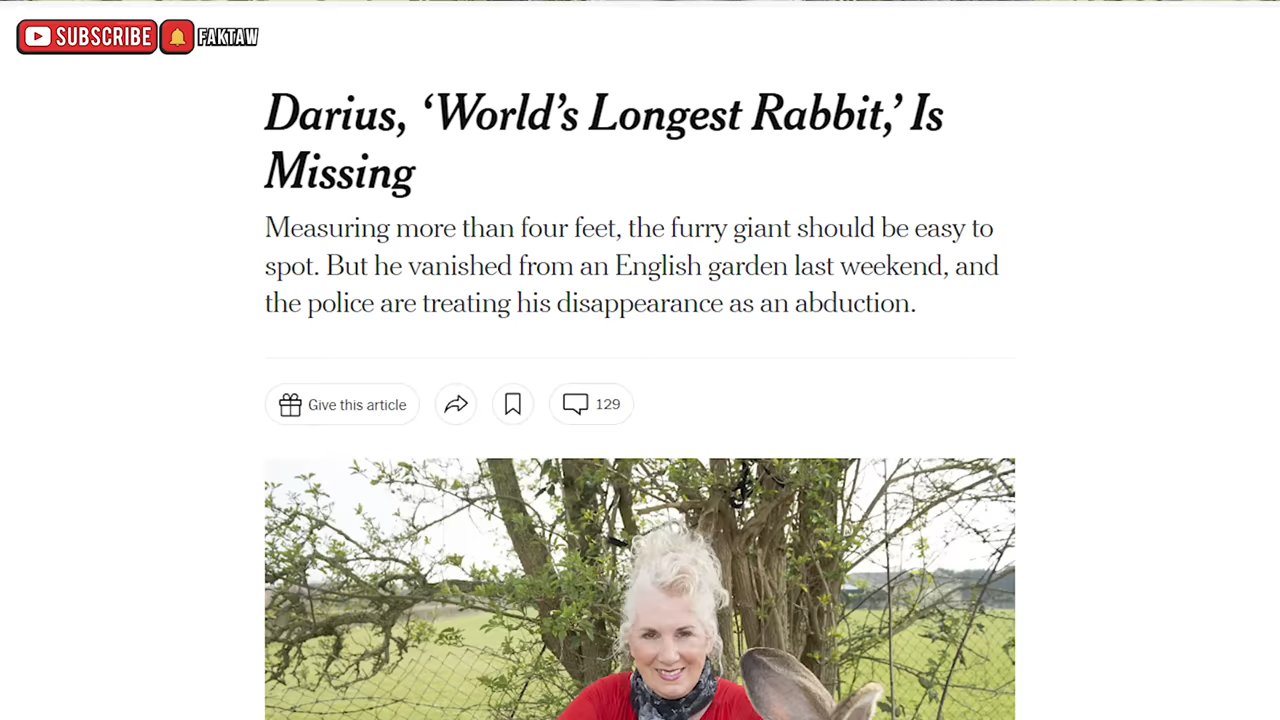 SUBSCRIBE FAKTAW
Darius, ‘World’s Longest Rabbit,’ Is
Missing
Measuring more than four feet, the furry giant should be easy to
spot. But he vanished from an English garden last weekend, and
the police are treating his disappearance as an abduction.
Give this article 129